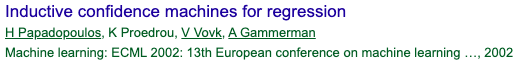 Inductive confidence machines for regression
H Papadopoulos, K Proedrou, V Vovk, A Gammerman
Machine learning: ECML 2002: 13th European conference on machine learning …, 2002